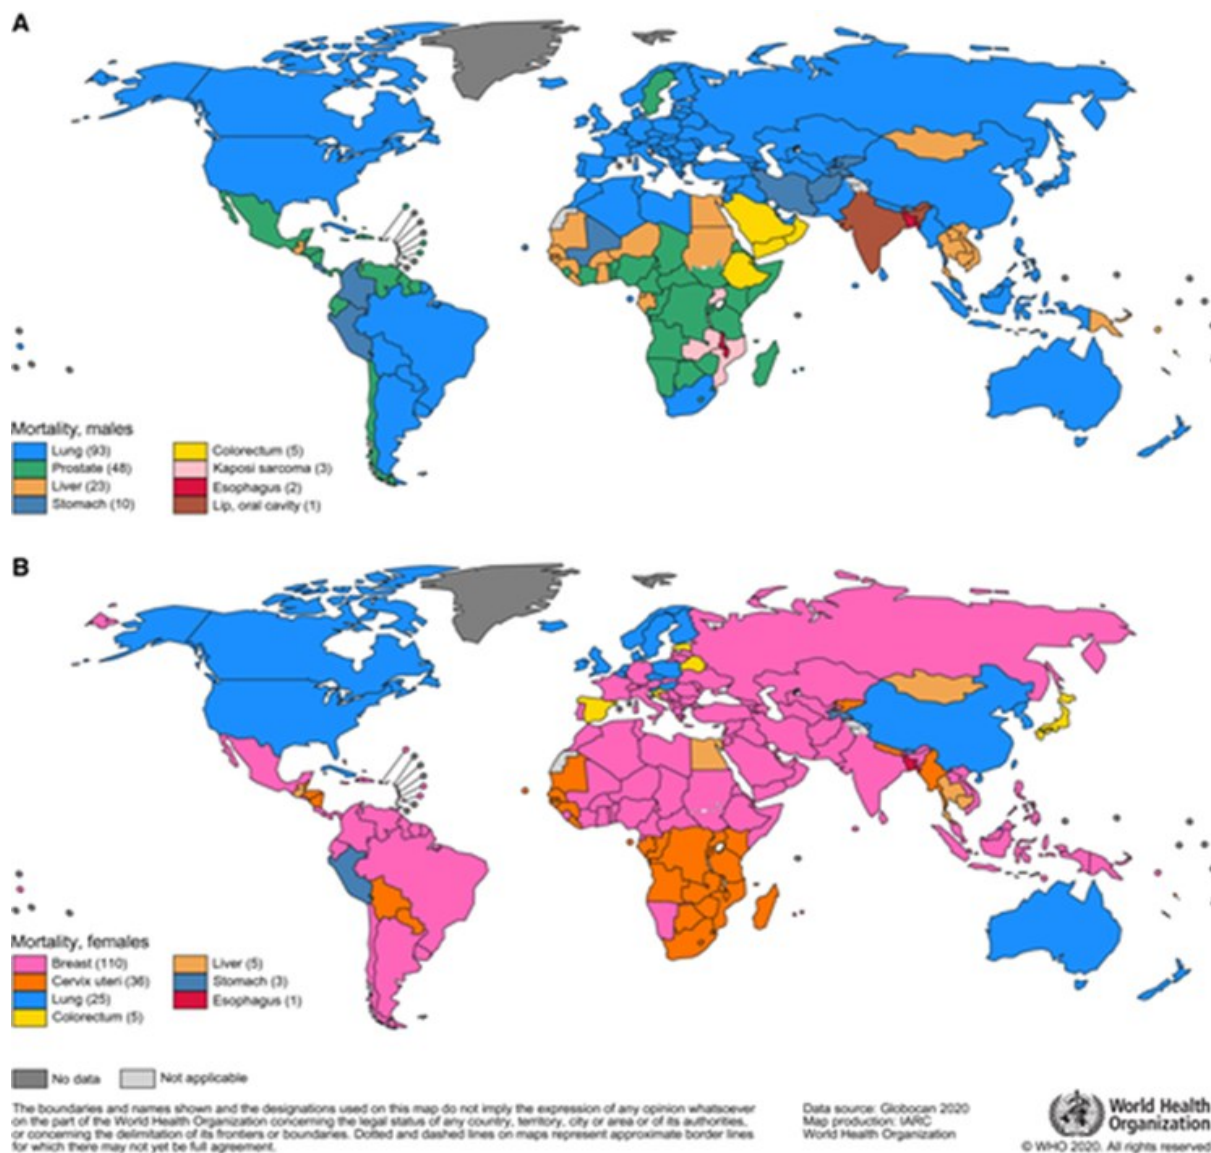 A
Mortality, males
Lung (93)
Prostate (48)
Liver (23)
Stomach (10)
Colorectum (5)
Kaposi sarcoma (3)
Esophagus (2)
Lip, oral cavity (1)
B
Mortality, females
Breast (110)
Cervix uteri (36)
Lung (25)
Colorectum (5)
Liver (5)
Stomach (3)
Esophagus (1)
No data
Not applicable
The boundaries and names shown and the designations used on this map do not imply the expression of any opinion whatsoever
on the part of the World Health Organization concerning the legal status of any country, territory, city or area or of its authorities,
or concerning the delimitation of its frontiers or boundaries. Dotted and dashed lines on maps represent approximate border lines
for which there may not yet be full agreement.
Data source: Globocan 2020
Map production: IARC
World Health Organization
World Health
Organization
© WHO 2020. All rights reserved